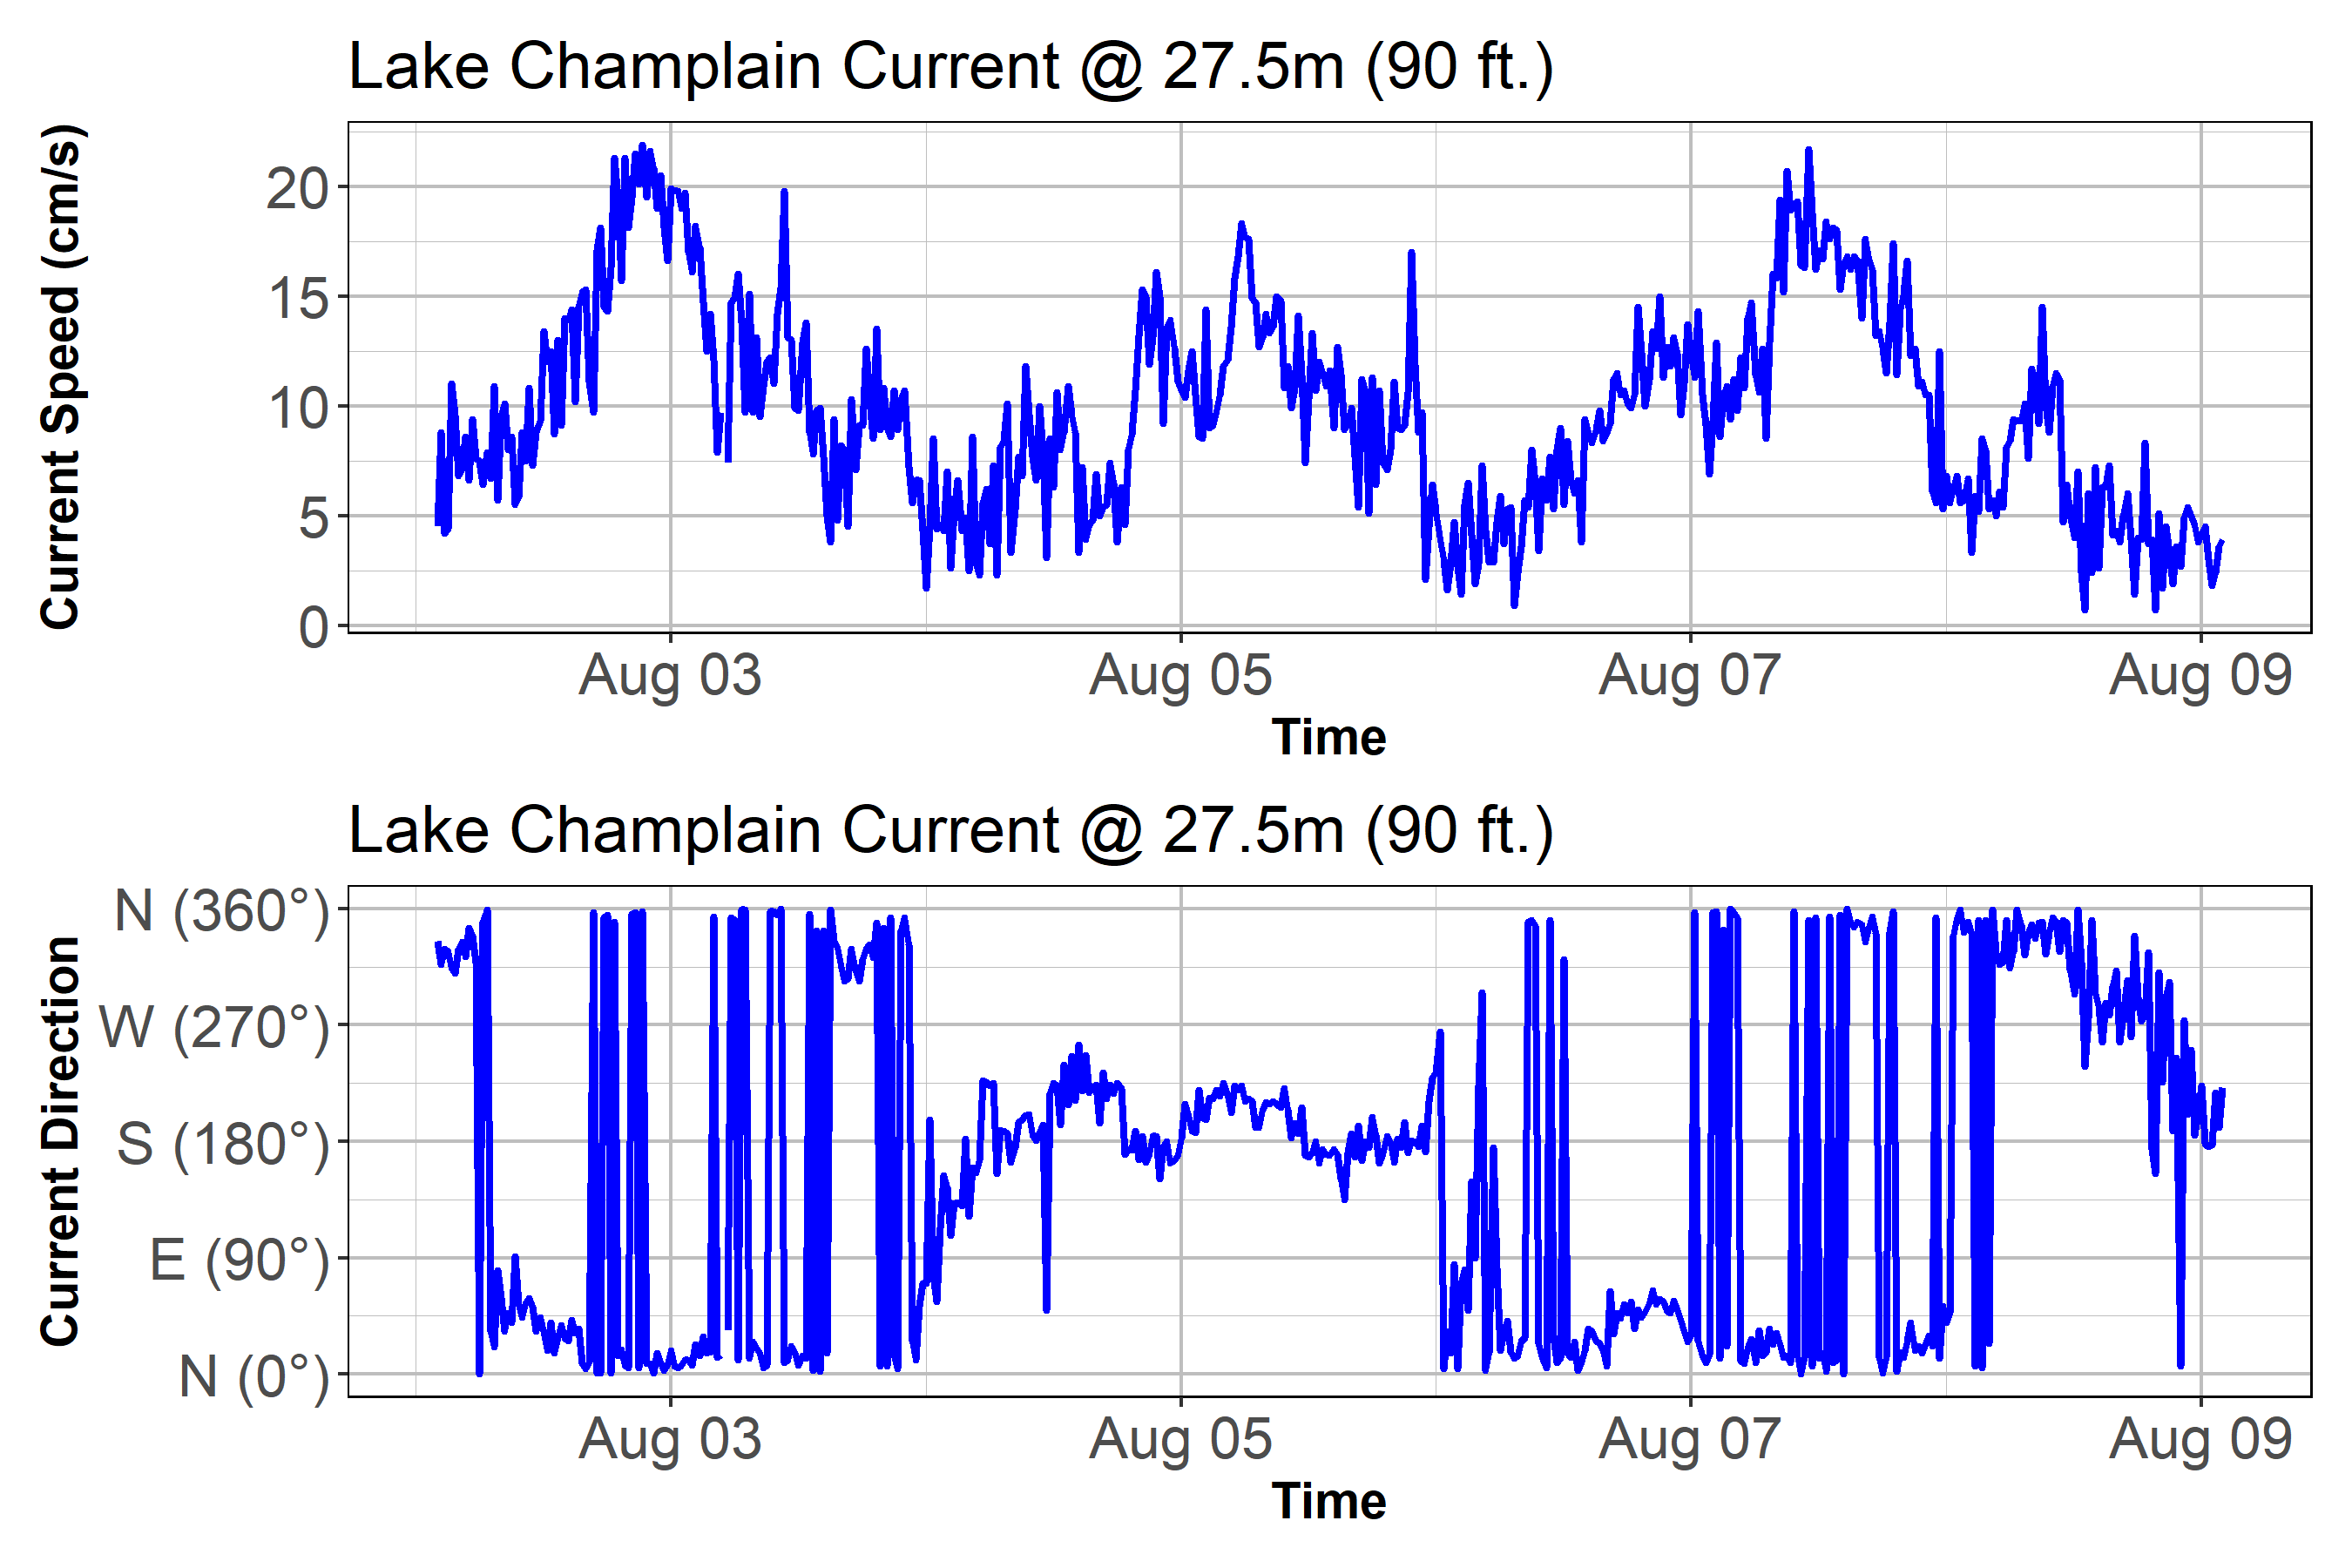 Lake Champlain Current @ 27.5m (90 ft.)
Current Speed (cm/s)
20
15
10
5
0
Aug 03 Aug 05 Aug 07 Aug 09
Time
Lake Champlain Current @ 27.5m (90 ft.)
Current Direction
N (360°)
W (270°)
S (180°)
E (90°)
N (0°)
Aug 03 Aug 05 Aug 07 Aug 09
Time